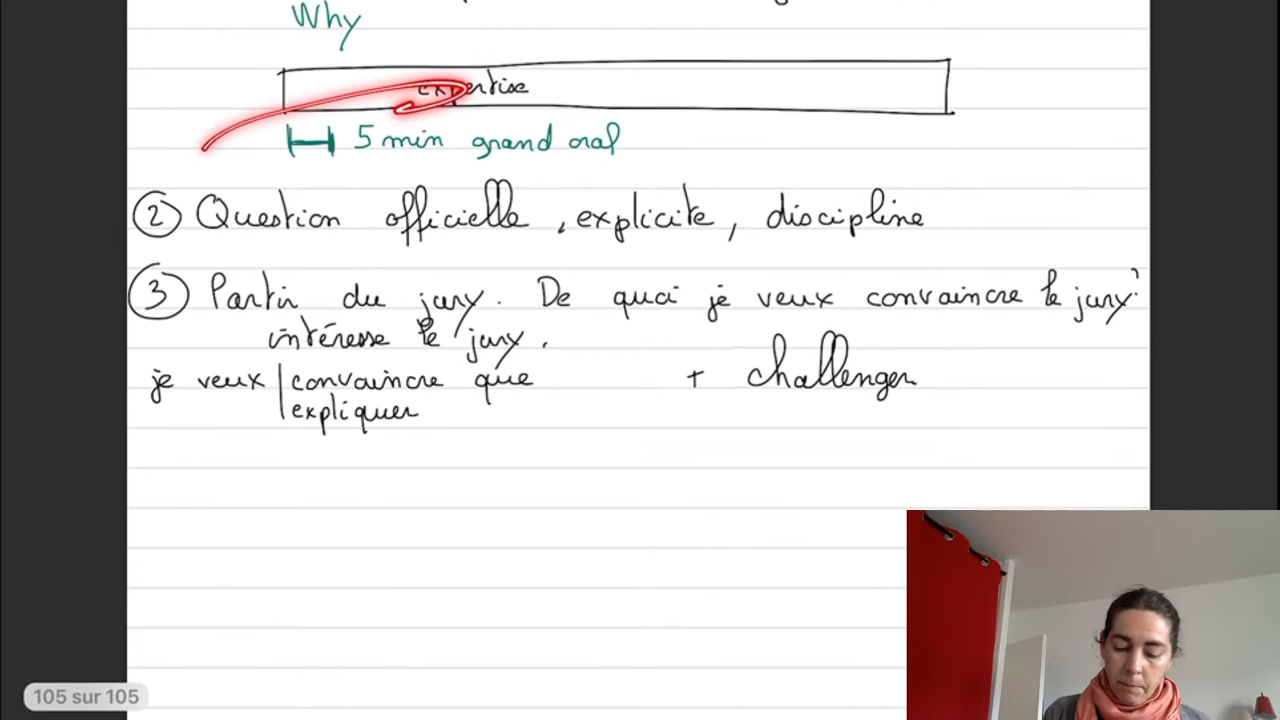 Why
expertise
5 min grand oral
② Question officielle, explicite, discipline
③ Partir du jury. De quoi je veux convaincre le jury?
intéresse le jury.
je veux convaincre que + challenger
expliquer
105 sur 105